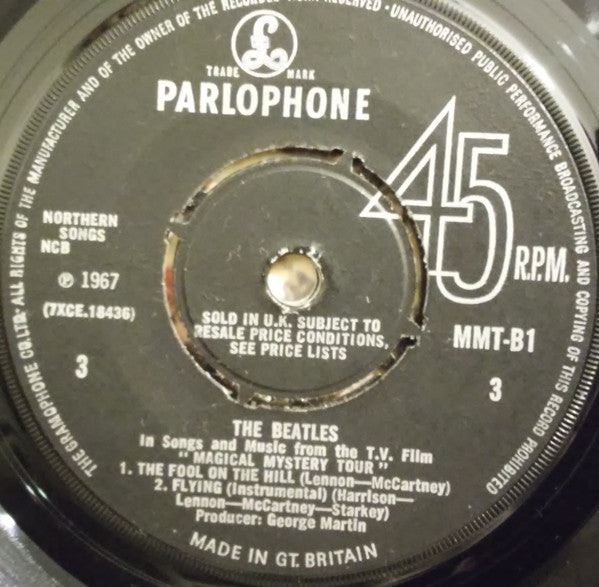 THE GRAMOPHONE CO.LTD. ALL RIGHTS OF THE MANUFACTURER AND OF THE OWNER OF THE RECORDED WORK RESERVED · UNAUTHORISED PUBLIC PERFORMANCE BROADCASTING AND COPYING OF THIS RECORD PROHIBITED
£
TRADE MARK
PARLOPHONE
45 R.P.M.
NORTHERN
SONGS
NCB
℗ 1967
(7XCE.18436)
SOLD IN U.K. SUBJECT TO
RESALE PRICE CONDITIONS,
SEE PRICE LISTS
MMT-B1
3
3
THE BEATLES
In Songs and Music from the T.V. Film
" MAGICAL MYSTERY TOUR "
1. THE FOOL ON THE HILL (Lennon—McCartney)
2. FLYING (Instrumental) (Harrison—
Lennon—McCartney—Starkey)
Producer: George Martin
MADE IN GT. BRITAIN